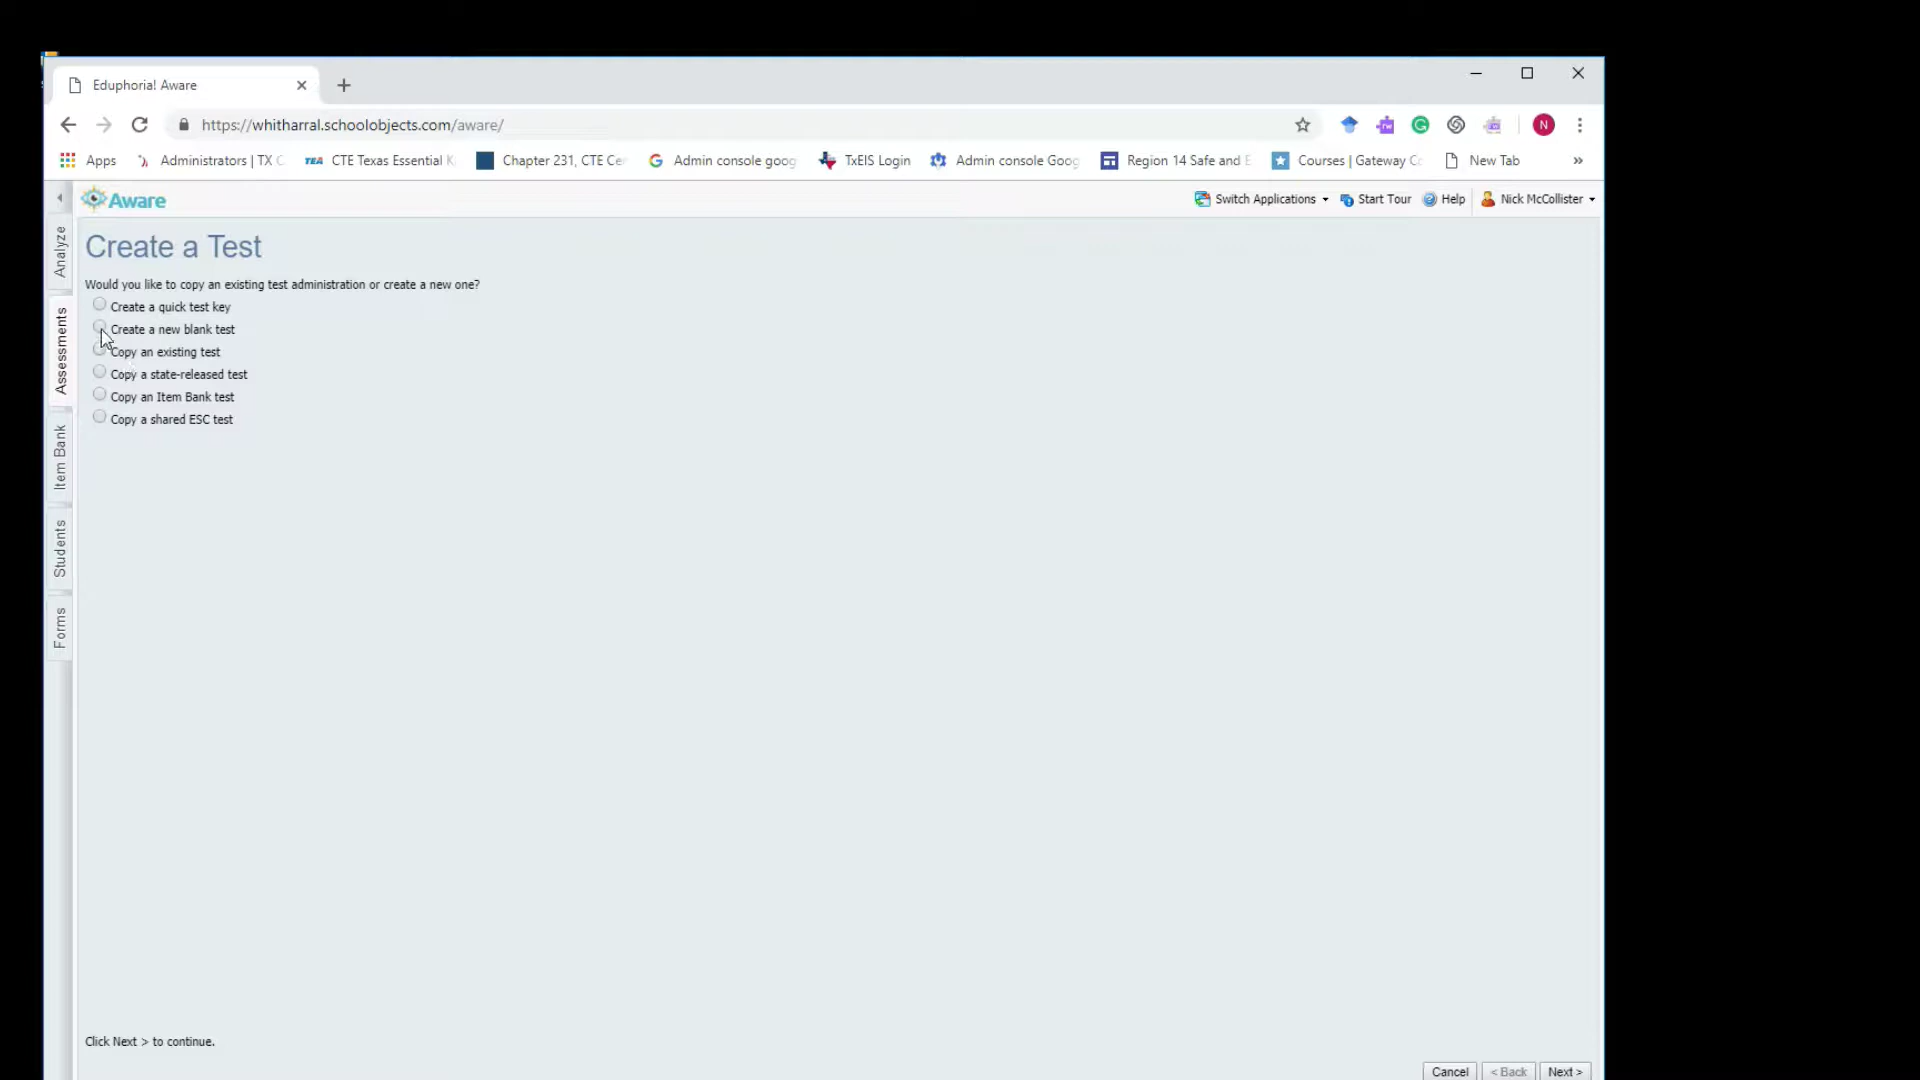 Eduphoria! Aware
https://whitharral.schoolobjects.com/aware/
N
Apps Administrators | TX C TEA CTE Texas Essential K Chapter 231, CTE Cer Admin console goog TxEIS Login Admin console Goog Region 14 Safe and E Courses | Gateway Co New Tab »
Aware Switch Applications Start Tour Help Nick McCollister
Analyze
Assessments
Item Bank
Students
Forms
Create a Test
Would you like to copy an existing test administration or create a new one?
Create a quick test key
Create a new blank test
Copy an existing test
Copy a state-released test
Copy an Item Bank test
Copy a shared ESC test
Click Next > to continue.
Cancel < Back Next >